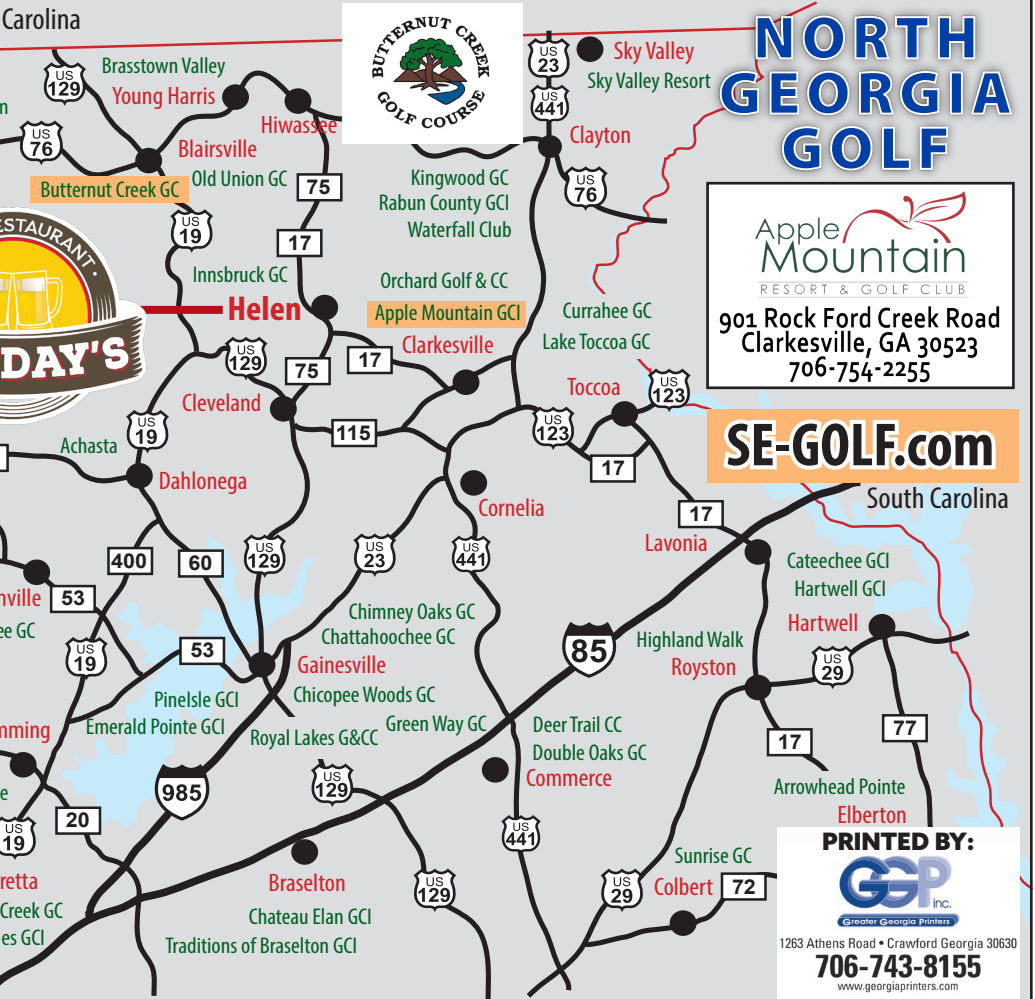 Carolina
BUTTERNUT CREEK
GOLF COURSE
NORTH
GEORGIA
GOLF
US
23
Sky Valley
Sky Valley Resort
US
129
Brasstown Valley
Young Harris
US
441
Hiwassee
Clayton
US
76
Blairsville
Old Union GC
Butternut Creek GC
75
Kingwood GC
Rabun County GCI
Waterfall Club
US
76
US
19
17
Apple
Mountain
RESORT & GOLF CLUB
901 Rock Ford Creek Road
Clarkesville, GA 30523
706-754-2255
ESTAURANT
DAY'S
Innsbruck GC
Helen
Orchard Golf & CC
Apple Mountain GCI
Clarkesville
Currahee GC
Lake Toccoa GC
US
129
75
17
Toccoa
US
123
Cleveland
US
19
115
US
123
17
SE-GOLF.com
Achasta
Dahlonega
Cornelia
South Carolina
17
Lavonia
400
60
US
129
US
23
US
441
Cateechee GCI
Hartwell GCI
nville
53
ee GC
Chimney Oaks GC
Chattahoochee GC
Hartwell
US
19
53
Gainesville
85
Highland Walk
Royston
US
29
PineIsle GCI
Emerald Pointe GCI
Chicopee Woods GC
Green Way GC
Royal Lakes G&CC
Deer Trail CC
Double Oaks GC
Commerce
17
77
mming
985
US
129
Arrowhead Pointe
Elberton
e
20
US
19
US
441
PRINTED BY:
GGP
inc.
Greater Georgia Printers
1263 Athens Road • Crawford Georgia 30630
706-743-8155
www.georgiaprinters.com
Sunrise GC
Colbert
72
US
29
US
129
Braselton
Chateau Elan GCI
Traditions of Braselton GCI
retta
Creek GC
es GCI